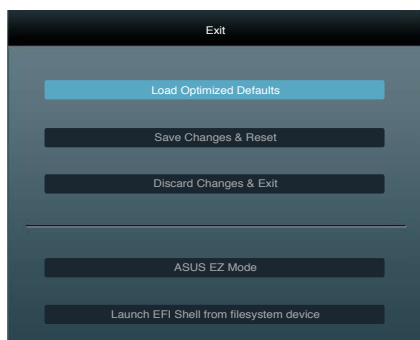 Exit
Load Optimized Defaults
Save Changes & Reset
Discard Changes & Exit
ASUS EZ Mode
Launch EFI Shell from filesystem device